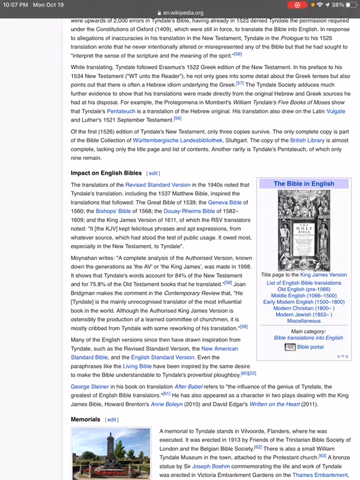 10:07 PM Mon Oct 19
38%
en.wikipedia.org
were upwards of 2,000 errors in Tyndale's Bible, having already in 1523 denied Tyndale the permission required
under the Constitutions of Oxford (1409), which were still in force, to translate the Bible into English. In response
to allegations of inaccuracies in his translation in the New Testament, Tyndale in the Prologue to his 1525
translation wrote that he never intentionally altered or misrepresented any of the Bible but that he had sought to
"interpret the sense of the scripture and the meaning of the spirit."
While translating, Tyndale followed Erasmus's 1522 Greek edition of the New Testament. In his preface to his
1534 New Testament ("WT unto the Reader"), he not only goes into some detail about the Greek tenses but also
points out that there is often a Hebrew idiom underlying the Greek. The Tyndale Society adduces much
further evidence to show that his translations were made directly from the original Hebrew and Greek sources he
had at his disposal. For example, the Prolegomena in Mombert's William Tyndale's Five Books of Moses show
that Tyndale's Pentateuch is a translation of the Hebrew original. His translation also drew on the Latin Vulgate
and Luther's 1521 September Testament.
Of the first (1526) edition of Tyndale's New Testament, only three copies survive. The only complete copy is part
of the Bible Collection of Württembergische Landesbibliothek, Stuttgart. The copy of the British Library is almost
complete, lacking only the title page and list of contents. Another rarity is Tyndale's Pentateuch, of which only
nine remain.
Impact on English Bibles [ edit ]
The translators of the Revised Standard Version in the 1940s noted that
Tyndale's translation, including the 1537 Matthew Bible, inspired the
translations that followed: The Great Bible of 1539; the Geneva Bible of
1560; the Bishops' Bible of 1568; the Douay-Rheims Bible of 1582–
1609; and the King James Version of 1611, of which the RSV translators
noted: "It [the KJV] kept felicitous phrases and apt expressions, from
whatever source, which had stood the test of public usage. It owed most,
especially in the New Testament, to Tyndale".
Moynahan writes: "A complete analysis of the Authorised Version, known
down the generations as 'the AV' or 'the King James', was made in 1998.
It shows that Tyndale's words account for 84% of the New Testament
and for 75.8% of the Old Testament books that he translated." Joan
Bridgman makes the comment in the Contemporary Review that, "He
[Tyndale] is the mainly unrecognised translator of the most influential
book in the world. Although the Authorised King James Version is
ostensibly the production of a learned committee of churchmen, it is
mostly cribbed from Tyndale with some reworking of his translation."
Many of the English versions since then have drawn inspiration from
Tyndale, such as the Revised Standard Version, the New American
Standard Bible, and the English Standard Version. Even the
paraphrases like the Living Bible have been inspired by the same desire
to make the Bible understandable to Tyndale's proverbial ploughboy.
George Steiner in his book on translation After Babel refers to "the influence of the genius of Tyndale, the
greatest of English Bible translators." He has also appeared as a character in two plays dealing with the King
James Bible, Howard Brenton's Anne Boleyn (2010) and David Edgar's Written on the Heart (2011).
The Bible in English
Title page to the King James Version
List of English Bible translations
Old English (pre-1066)
Middle English (1066–1500)
Early Modern English (1500–1800)
Modern Christian (1800– )
Modern Jewish (1853– )
Miscellaneous
Main category:
Bible translations into English
Bible portal
V·T·E
Memorials [ edit ]
A memorial to Tyndale stands in Vilvoorde, Flanders, where he was
executed. It was erected in 1913 by Friends of the Trinitarian Bible Society of
London and the Belgian Bible Society. There is also a small William
Tyndale Museum in the town, attached to the Protestant church. A bronze
statue by Sir Joseph Boehm commemorating the life and work of Tyndale
was erected in Victoria Embankment Gardens on the Thames Embankment,